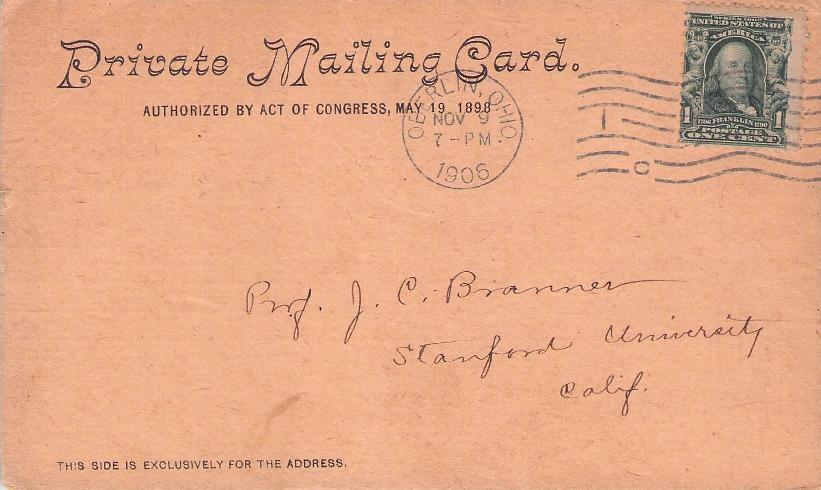 Private Mailing Card.
AUTHORIZED BY ACT OF CONGRESS, MAY 19, 1898
OBERLIN, OHIO.
NOV 9
7-PM
1906
SERIES 1902
UNITED STATES OF
AMERICA
1706 FRANKLIN 1790
1 POSTAGE 1
ONE CENT
Prof. J. C. Branner
Stanford University
Calif.
THIS SIDE IS EXCLUSIVELY FOR THE ADDRESS.